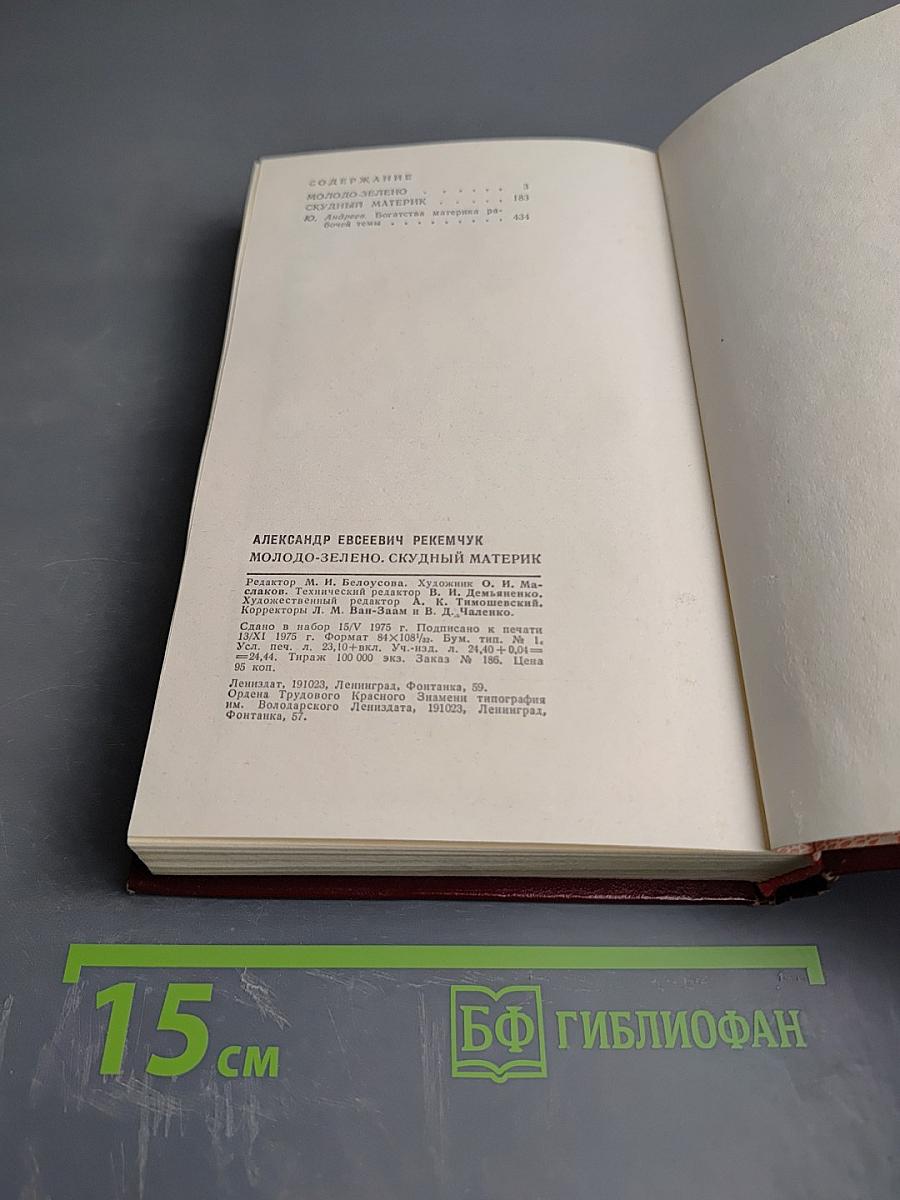 СОДЕРЖАНИЕ
МОЛОДО-ЗЕЛЕНО . . . . . . 3
СКУДНЫЙ МАТЕРИК . . . . . 183
Ю. Андреев. Богатства материка ра-
бочей темы . . . . . . . . . 434
АЛЕКСАНДР ЕВСЕЕВИЧ РЕКЕМЧУК
МОЛОДО-ЗЕЛЕНО. СКУДНЫЙ МАТЕРИК
Редактор М. И. Белоусова. Художник О. И. Ма-
слаков. Технический редактор В. И. Демьяненко.
Художественный редактор А. К. Тимошевский.
Корректоры Л. М. Ван-Заам и В. Д. Чаленко.
Сдано в набор 15/V 1975 г. Подписано к печати
13/XI 1975 г. Формат 84×108¹/₃₂. Бум. тип. № 1.
Усл. печ. л. 23,10+вкл. Уч.-изд. л. 24,40+0,04=
=24,44. Тираж 100 000 экз. Заказ № 186. Цена
95 коп.
Лениздат, 191023, Ленинград, Фонтанка, 59.
Ордена Трудового Красного Знамени типография
им. Володарского Лениздата, 191023, Ленинград,
Фонтанка, 57.
15 см
БФ ГИБЛИОФАН